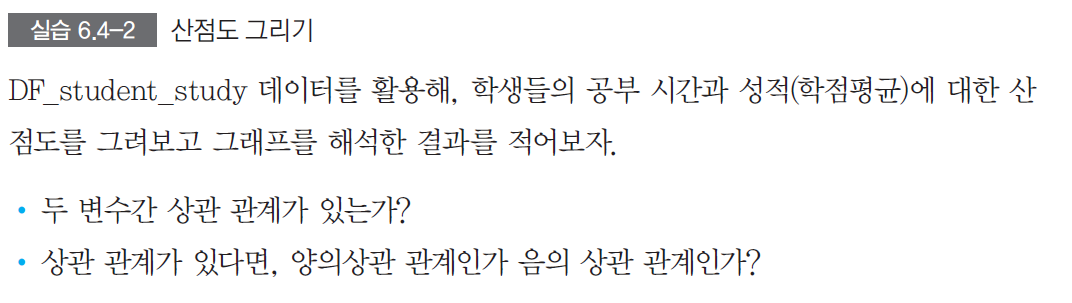 실습 6.4–2 산점도 그리기
DF_student_study 데이터를 활용해, 학생들의 공부 시간과 성적(학점평균)에 대한 산
점도를 그려보고 그래프를 해석한 결과를 적어보자.
• 두 변수간 상관 관계가 있는가?
• 상관 관계가 있다면, 양의상관 관계인가 음의 상관 관계인가?